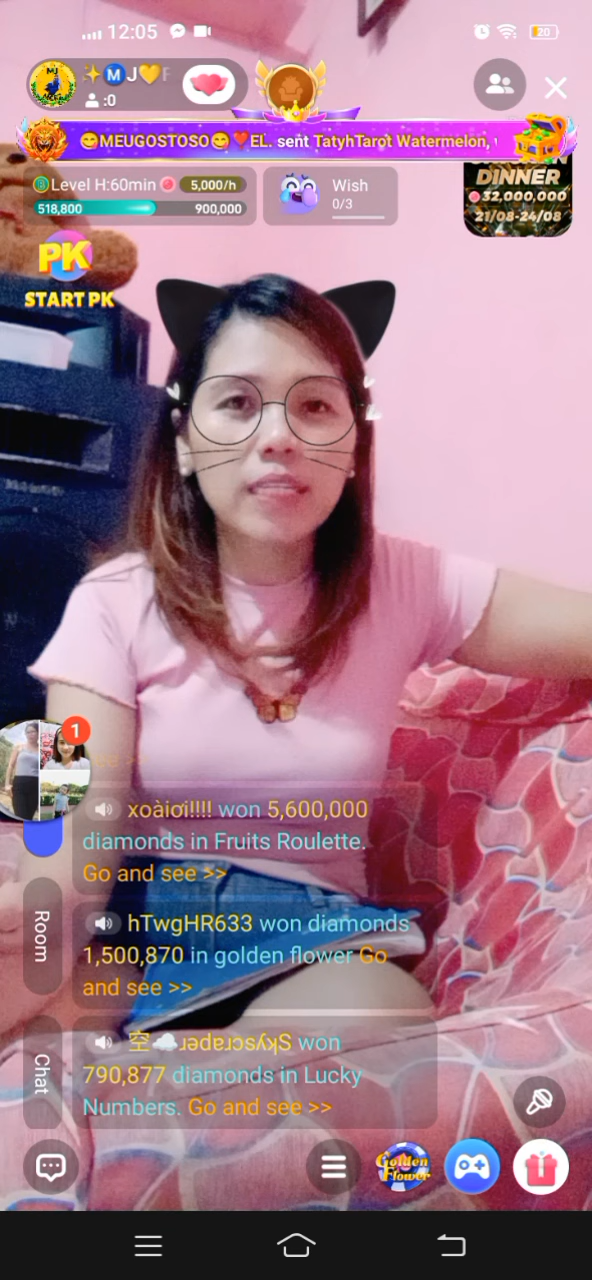 12:05
20
MJ
✨ⓂJ💛F
:0
😋MEUGOSTOSO😋❤️EL. sent TatyhTarot Watermelon,
Level H:60min 5,000/h
518,800 900,000
Wish
0/3
DINNER
32,000,000
21/08-24/08
PK
START PK
1
xoàiơi!!!! won 5,600,000
diamonds in Fruits Roulette.
Go and see >>
hTwgHR633 won diamonds
1,500,870 in golden flower Go
and see >>
空☁️ɹǝdɐɹɔsʎʞS won
790,877 diamonds in Lucky
Numbers. Go and see >>
Room
Chat
Golden
Flower